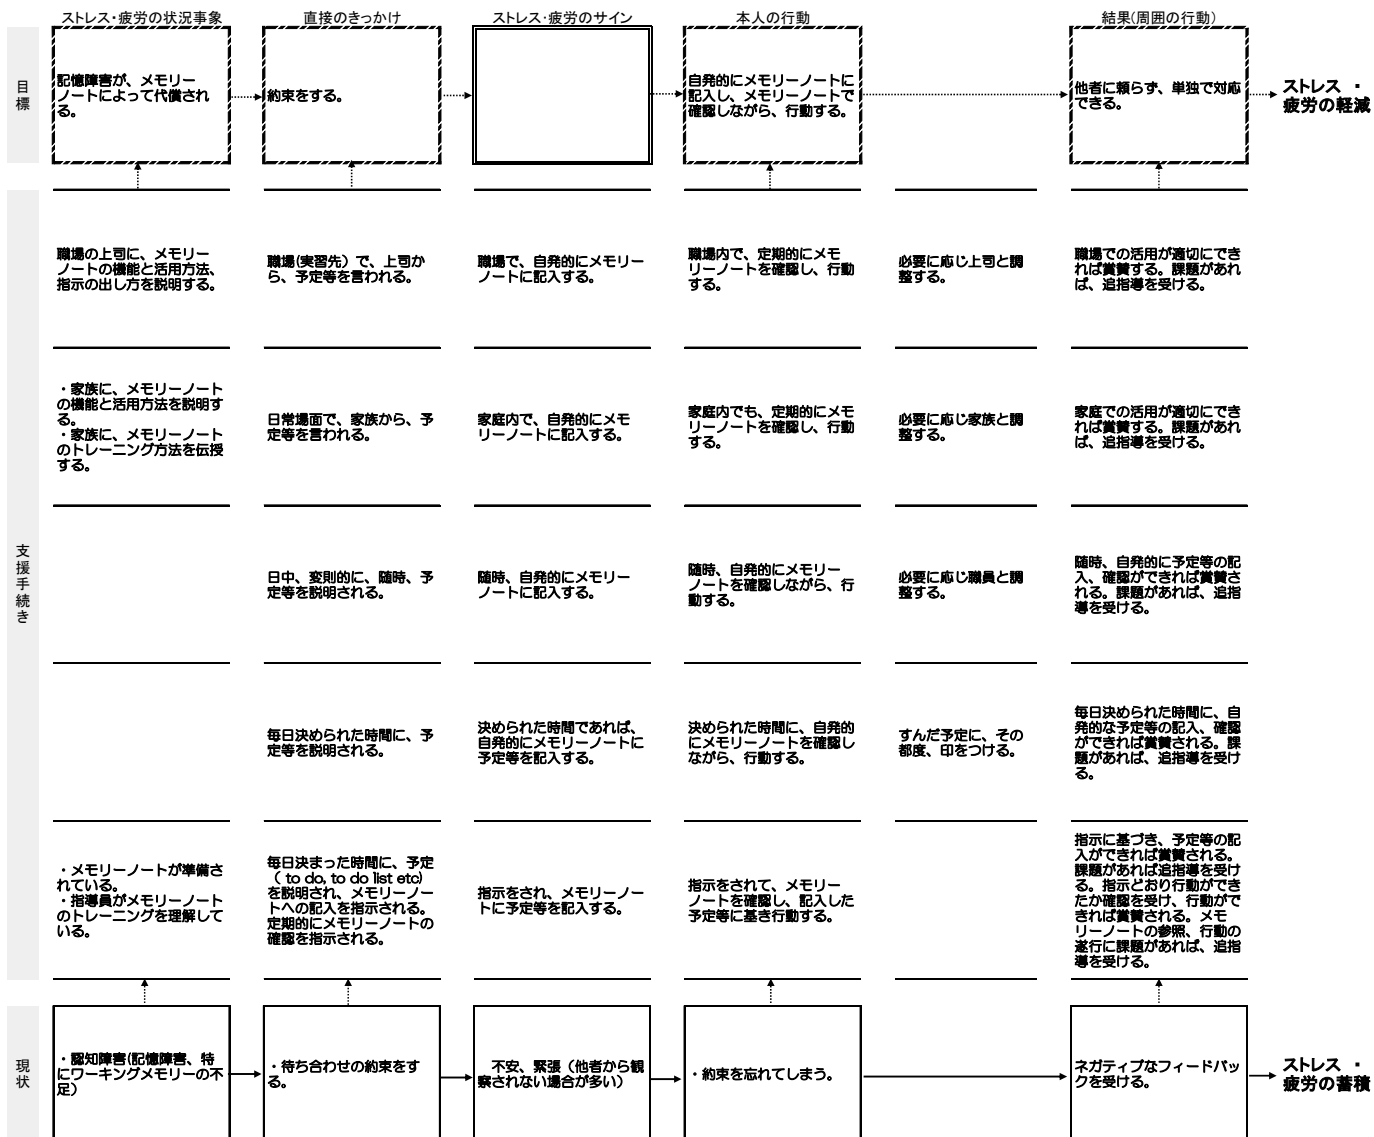 ストレス・疲労の状況事象
直接のきっかけ
ストレス・疲労のサイン
本人の行動
結果(周囲の行動)
目標
記憶障害が、メモリー
ノートによって代償され
る。
約束をする。
自発的にメモリーノートに
記入し、メモリーノートで
確認しながら、行動する。
他者に頼らず、単独で対応
できる。
ストレス ・
疲労の軽減
支援手続き
職場の上司に、メモリー
ノートの機能と活用方法、
指示の出し方を説明する。
職場(実習先）で、上司か
ら、予定等を言われる。
職場で、自発的にメモリー
ノートに記入する。
職場内で、定期的にメモ
リーノートを確認し、行動
する。
必要に応じ上司と調
整する。
職場での活用が適切にでき
れば賞賛する。課題があれ
ば、追指導を受ける。
・家族に、メモリーノート
の機能と活用方法を説明す
る。
・家族に、メモリーノート
のトレーニング方法を伝授
する。
日常場面で、家族から、予
定等を言われる。
家庭内で、自発的にメモ
リーノートに記入する。
家庭内でも、定期的にメモ
リーノートを確認し、行動
する。
必要に応じ家族と調
整する。
家庭での活用が適切にでき
れば賞賛する。課題があれ
ば、追指導を受ける。
日中、変則的に、随時、予
定等を説明される。
随時、自発的にメモリー
ノートに記入する。
随時、自発的にメモリー
ノートを確認しながら、行
動する。
必要に応じ職員と調
整する。
随時、自発的に予定等の記
入、確認ができれば賞賛さ
れる。課題があれば、追指
導を受ける。
毎日決められた時間に、予
定等を説明される。
決められた時間であれば、
自発的にメモリーノートに
予定等を記入する。
決められた時間に、自発的
にメモリーノートを確認し
ながら、行動する。
すんだ予定に、その
都度、印をつける。
毎日決められた時間に、自
発的な予定等の記入、確認
ができれば賞賛される。課
題があれば、追指導を受け
る。
・メモリーノートが準備さ
れている。
・指導員がメモリーノート
のトレーニングを理解して
いる。
毎日決まった時間に、予定
（ to do, to do list etc)
を説明され、メモリーノー
トへの記入を指示される。
定期的にメモリーノートの
確認を指示される。
指示をされ、メモリーノー
トに予定等を記入する。
指示をされて、メモリー
ノートを確認し、記入した
予定等に基き行動する。
指示に基づき、予定等の記
入ができれば賞賛される。
課題があれば追指導を受け
る。指示どおり行動ができ
たか確認を受け、行動がで
きれば賞賛される。メモ
リーノートの参照、行動の
遂行に課題があれば、追指
導を受ける。
現状
・認知障害(記憶障害、特
にワーキングメモリーの不
足）
・待ち合わせの約束をす
る。
不安、緊張（他者から観
察されない場合が多い）
・約束を忘れてしまう。
ネガティブなフィードバッ
クを受ける。
ストレス ・
疲労の蓄積